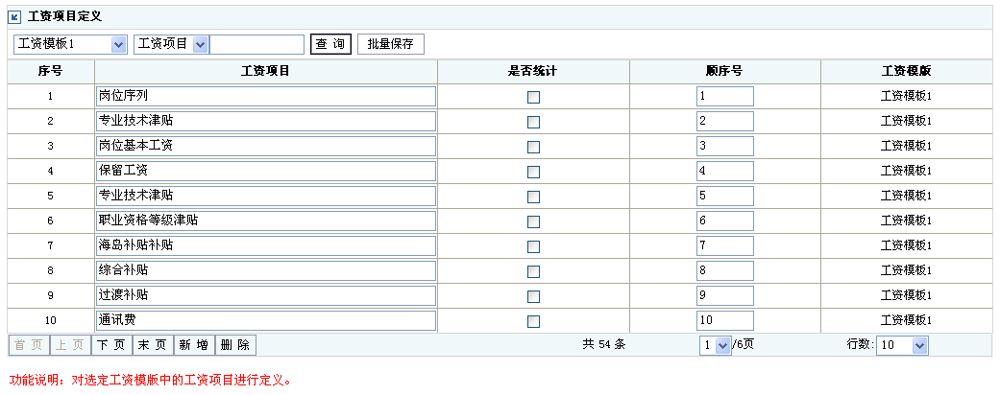 工资项目定义
工资模板1 工资项目 查 询 批量保存
序号 工资项目 是否统计 顺序号 工资模版
1 岗位序列 1 工资模板1
2 专业技术津贴 2 工资模板1
3 岗位基本工资 3 工资模板1
4 保留工资 4 工资模板1
5 专业技术津贴 5 工资模板1
6 职业资格等级津贴 6 工资模板1
7 海岛补贴补贴 7 工资模板1
8 综合补贴 8 工资模板1
9 过渡补贴 9 工资模板1
10 通讯费 10 工资模板1
首 页 上 页 下 页 末 页 新 增 删 除 共 54 条 1 /6页 行数: 10
功能说明：对选定工资模版中的工资项目进行定义。